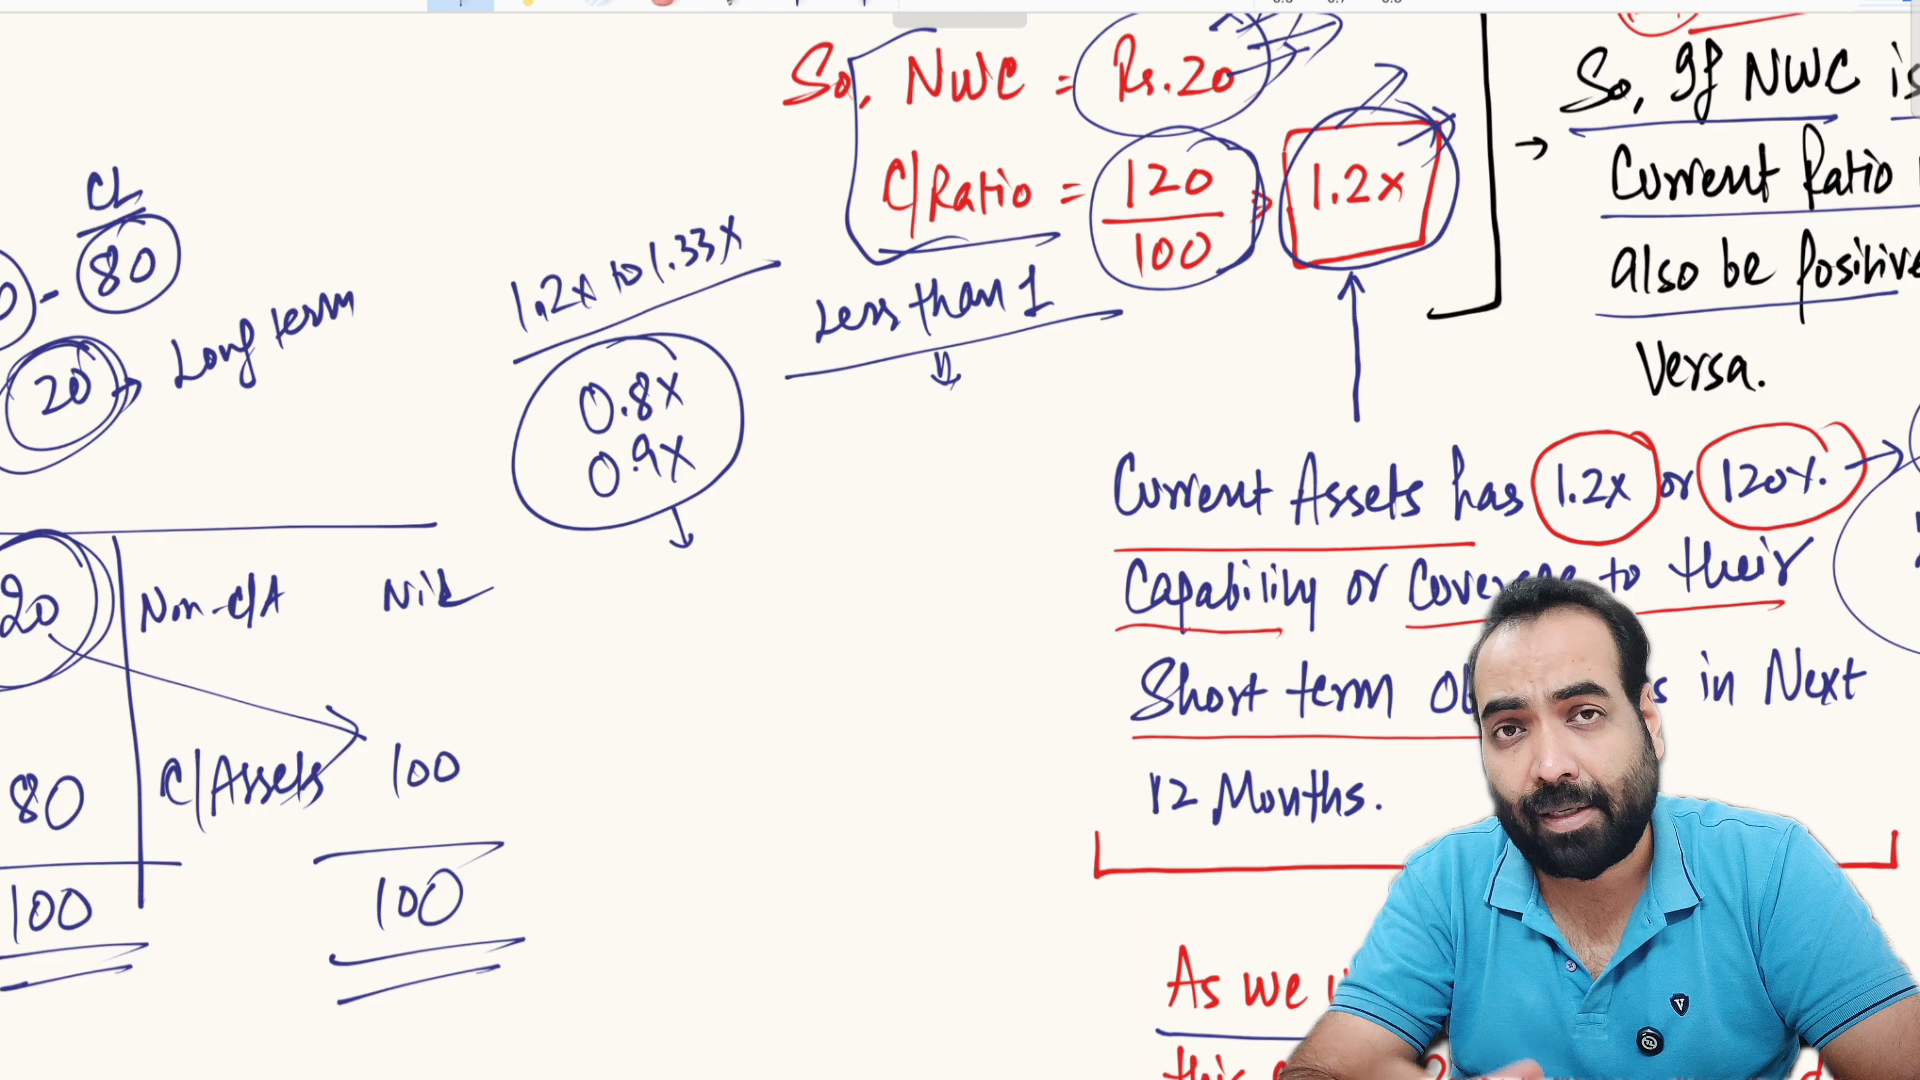 So, NWC = Rs.20
C/Ratio = 120/100 = 1.2x
So, If NWC is
Current Ratio
also be Positive
Versa.
CL
- 80
20 → Long term
1.2x to 1.33x
0.8x
0.9x
Less than 1
Current Assets has 1.2x or 120%.
Capability or to their
Short term in Next
12 Months.
20 Non-C/A Nil
80 C/Assets 100
100 100
As we
V